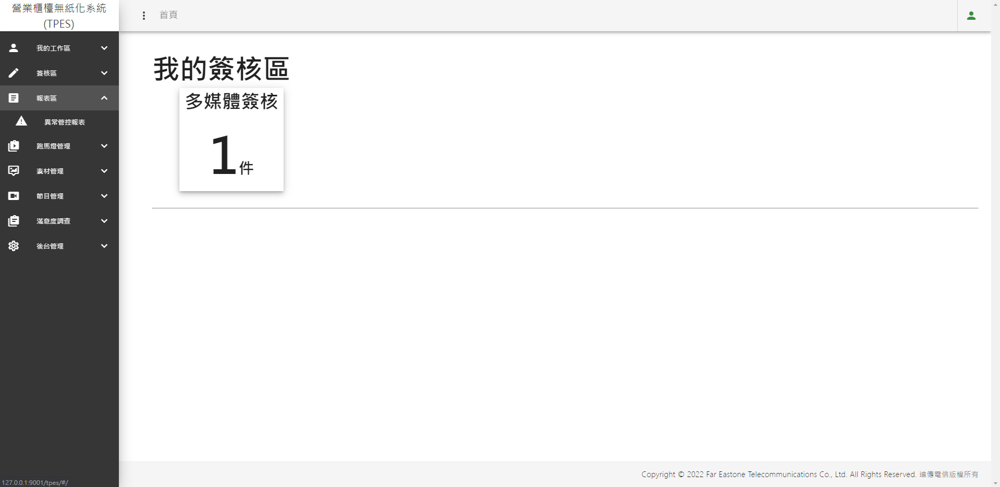 營業櫃檯無紙化系統
(TPES)
首頁
我的工作區
簽核區
報表區
異常管控報表
跑馬燈管理
素材管理
節目管理
滿意度調查
後台管理
我的簽核區
多媒體簽核
1件
Copyright © 2022 Far Eastone Telecommunications Co., Ltd. All Rights Reserved. 遠傳電信版權所有
127.0.0.1:9001/tpes/#/